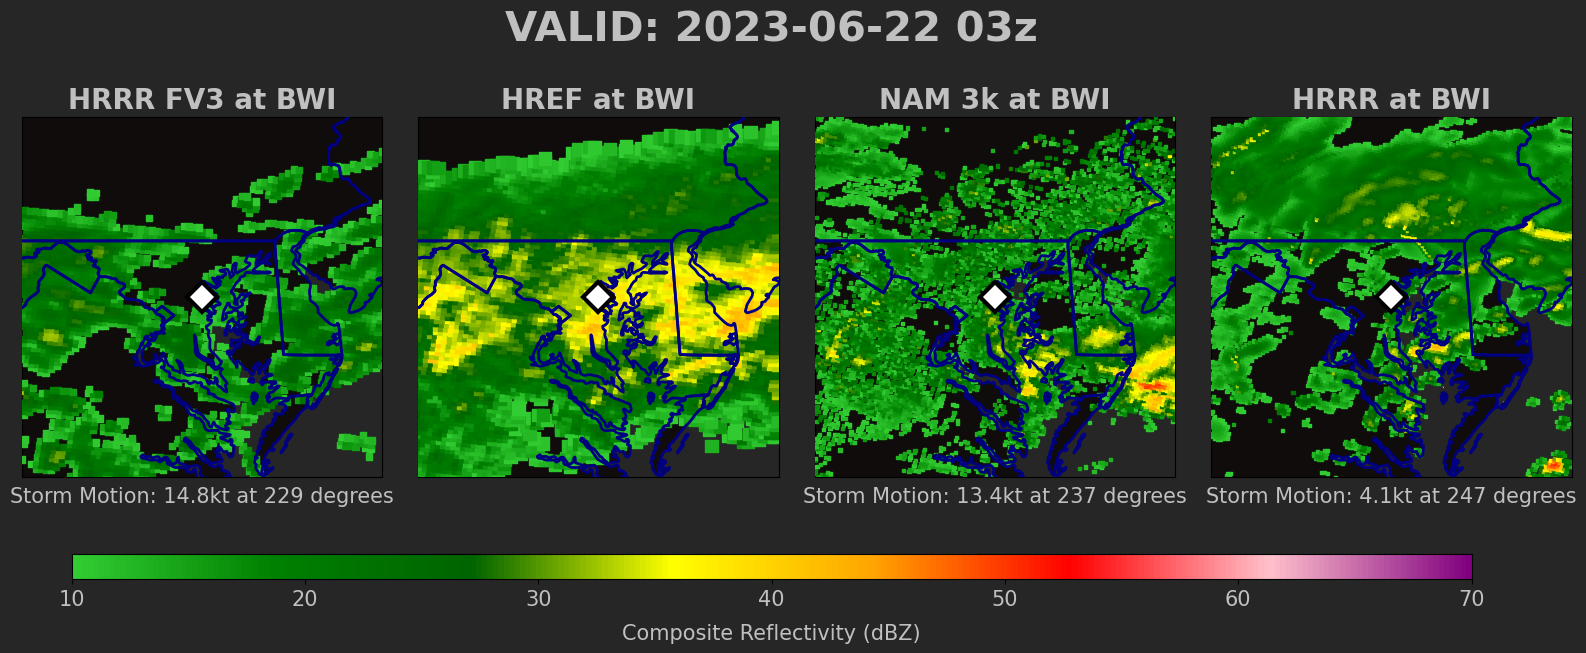 VALID: 2023-06-22 03z
HRRR FV3 at BWI
HREF at BWI
NAM 3k at BWI
HRRR at BWI
Storm Motion: 14.8kt at 229 degrees
Storm Motion: 13.4kt at 237 degrees
Storm Motion: 4.1kt at 247 degrees
10 20 30 40 50 60 70
Composite Reflectivity (dBZ)